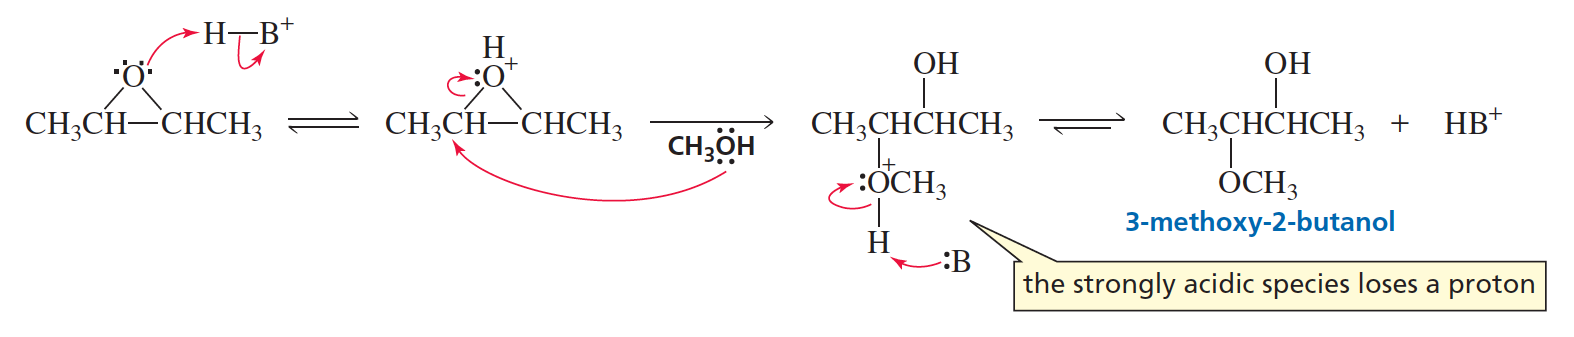 H—B⁺
:Ö:
CH₃CH—CHCH₃
H
:O⁺
CH₃CH—CHCH₃
CH₃ÖH
OH
CH₃CHCHCH₃
:O⁺CH₃
H
:B
OH
CH₃CHCHCH₃ + HB⁺
OCH₃
3-methoxy-2-butanol
the strongly acidic species loses a proton